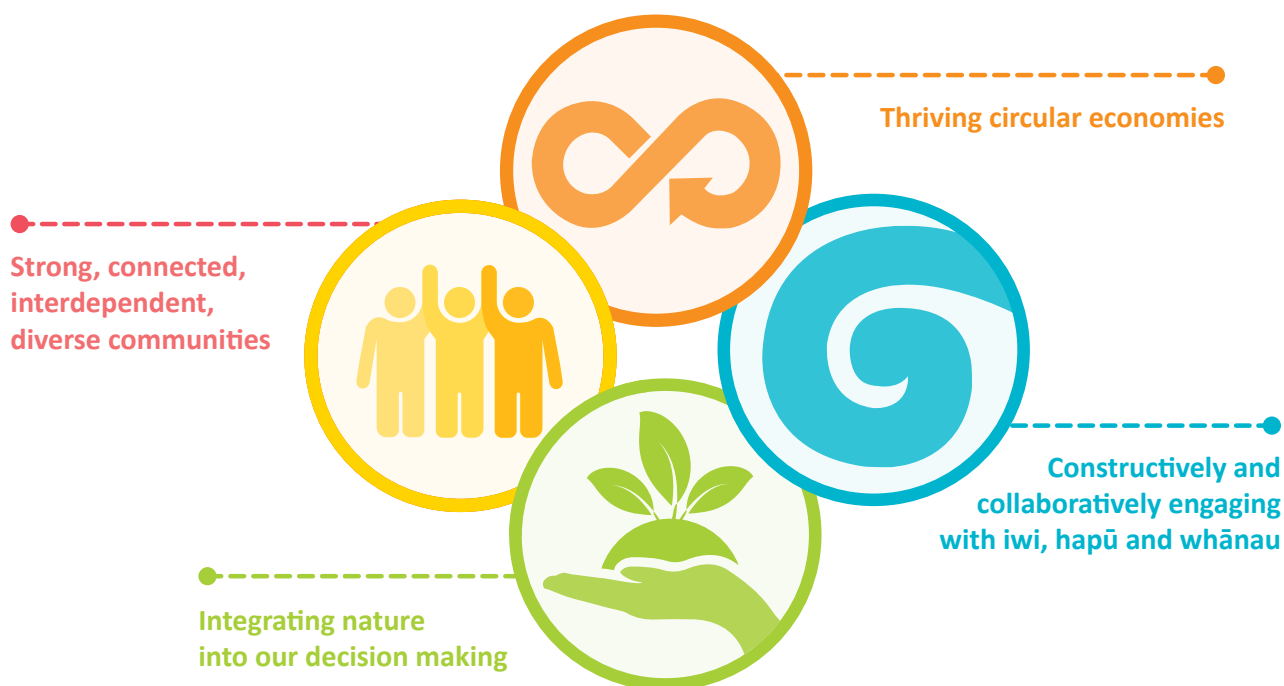 Thriving circular economies
Strong, connected,
interdependent,
diverse communities
Constructively and
collaboratively engaging
with iwi, hapū and whānau
Integrating nature
into our decision making